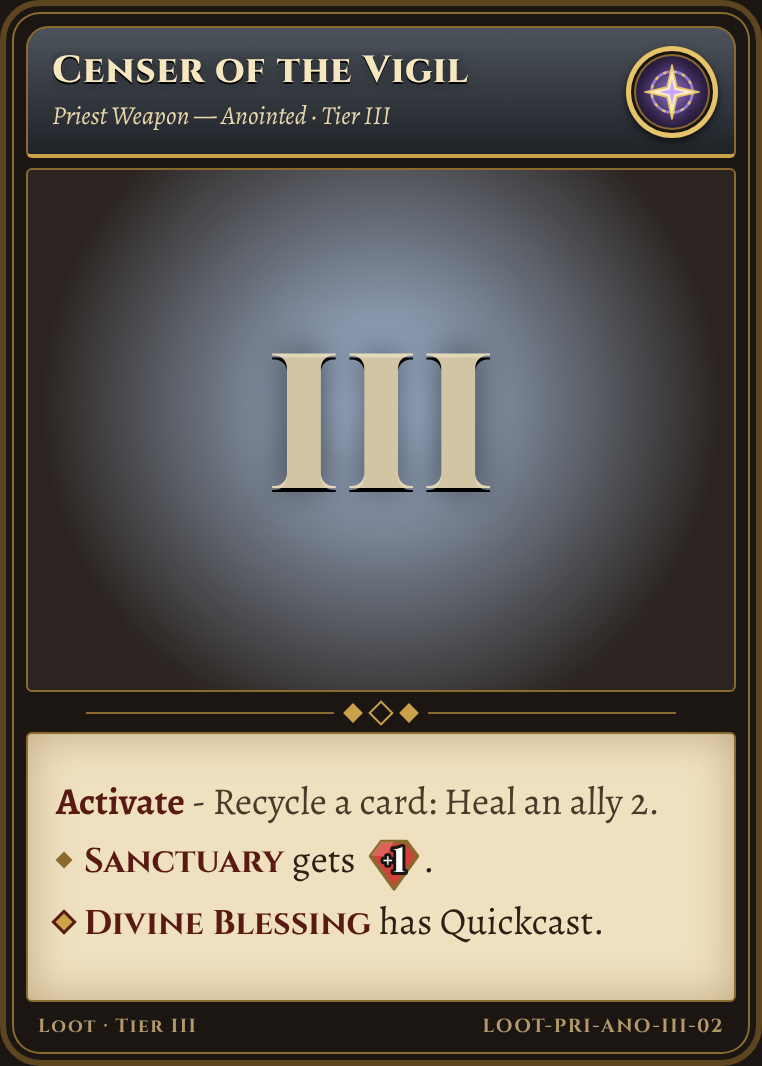 Censer of the Vigil
Priest Weapon — Anointed · Tier III
III
Activate - Recycle a card: Heal an ally 2.
Sanctuary gets +1.
Divine Blessing has Quickcast.
Loot · Tier III
LOOT-PRI-ANO-III-02